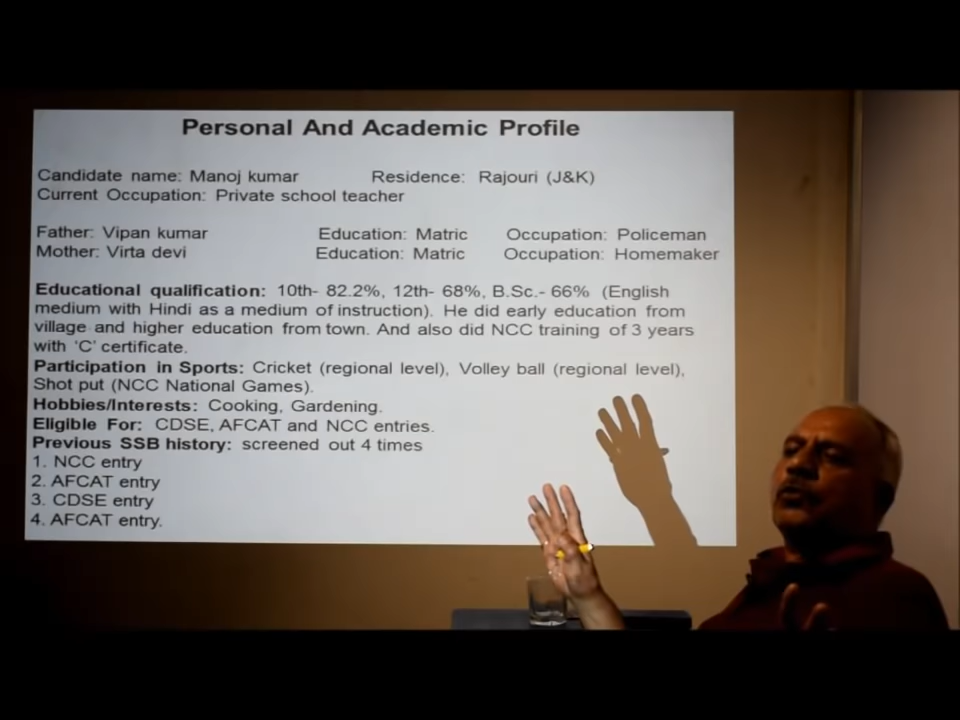 Personal And Academic Profile
Candidate name: Manoj kumar Residence: Rajouri (J&K)
Current Occupation: Private school teacher
Father: Vipan kumar Education: Matric Occupation: Policeman
Mother: Virta devi Education: Matric Occupation: Homemaker
Educational qualification: 10th- 82.2%, 12th- 68%, B.Sc.- 66% (English
medium with Hindi as a medium of instruction). He did early education from
village and higher education from town. And also did NCC training of 3 years
with 'C' certificate.
Participation in Sports: Cricket (regional level), Volley ball (regional level),
Shot put (NCC National Games).
Hobbies/Interests: Cooking, Gardening.
Eligible For: CDSE, AFCAT and NCC entries.
Previous SSB history: screened out 4 times
1. NCC entry
2. AFCAT entry
3. CDSE entry
4. AFCAT entry.